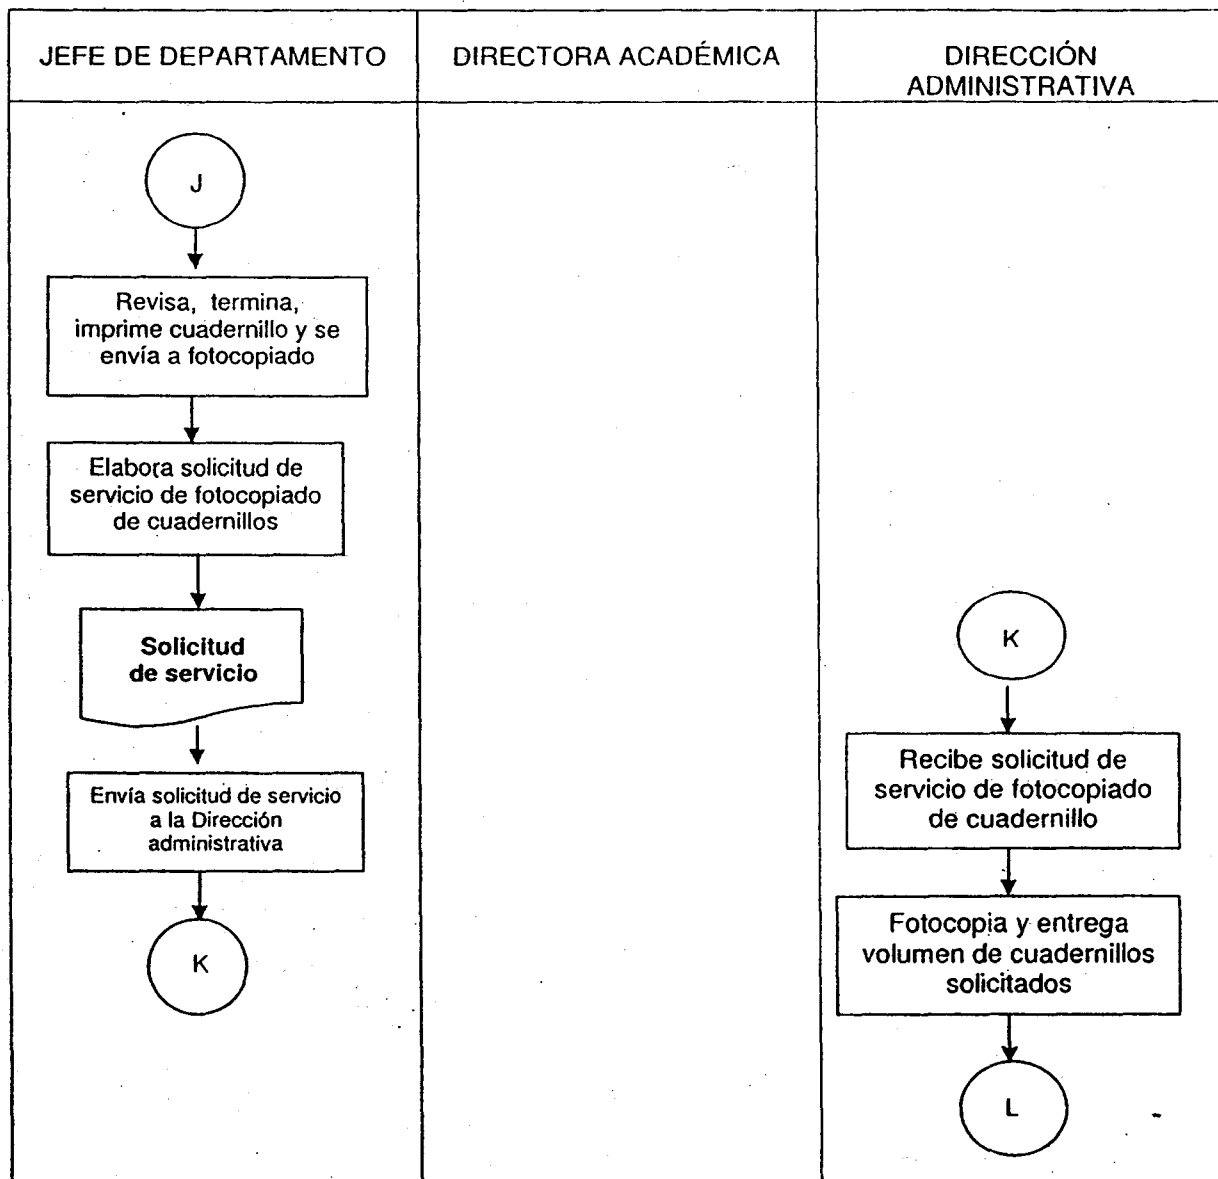 JEFE DE DEPARTAMENTO
DIRECTORA ACADÉMICA
DIRECCIÓN
ADMINISTRATIVA
J
Revisa, termina,
imprime cuadernillo y se
envía a fotocopiado
Elabora solicitud de
servicio de fotocopiado
de cuadernillos
Solicitud
de servicio
Envía solicitud de servicio
a la Dirección
administrativa
K
K
Recibe solicitud de
servicio de fotocopiado
de cuadernillo
Fotocopia y entrega
volumen de cuadernillos
solicitados
L